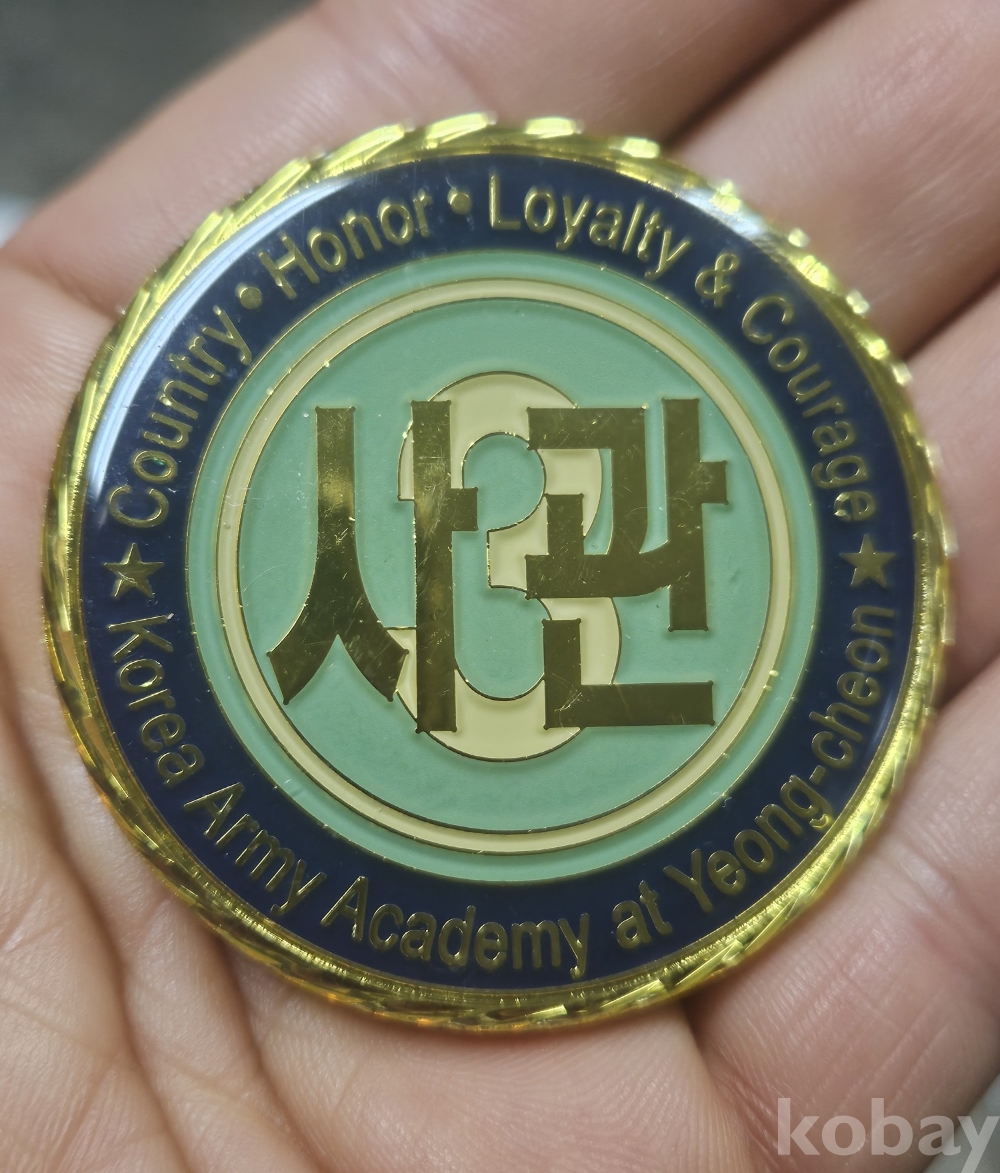 Country • Honor • Loyalty & Courage
3
사관
★ Korea Army Academy at Yeong-cheon ★
kobay